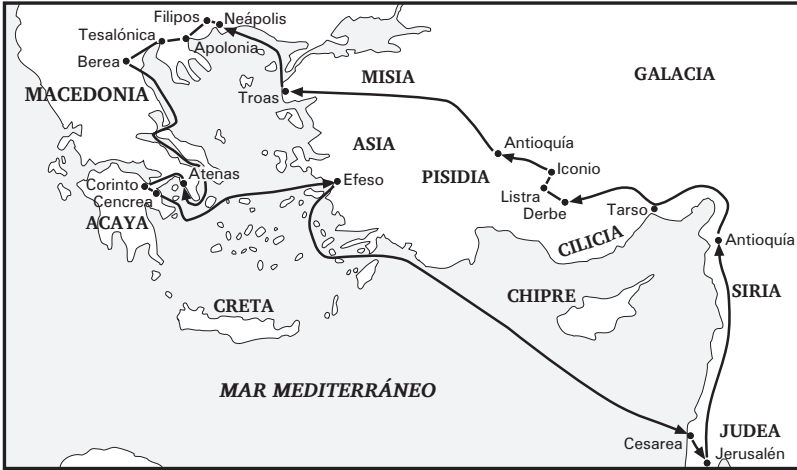 Filipos
Neápolis
Tesalónica
Apolonia
Berea
MISIA
GALACIA
MACEDONIA
Troas
ASIA
Antioquía
Iconio
PISIDIA
Atenas
Efeso
Corinto
Cencrea
Listra
Derbe
Tarso
ACAYA
CILICIA
Antioquía
CRETA
CHIPRE
SIRIA
MAR MEDITERRÁNEO
JUDEA
Cesarea
Jerusalén